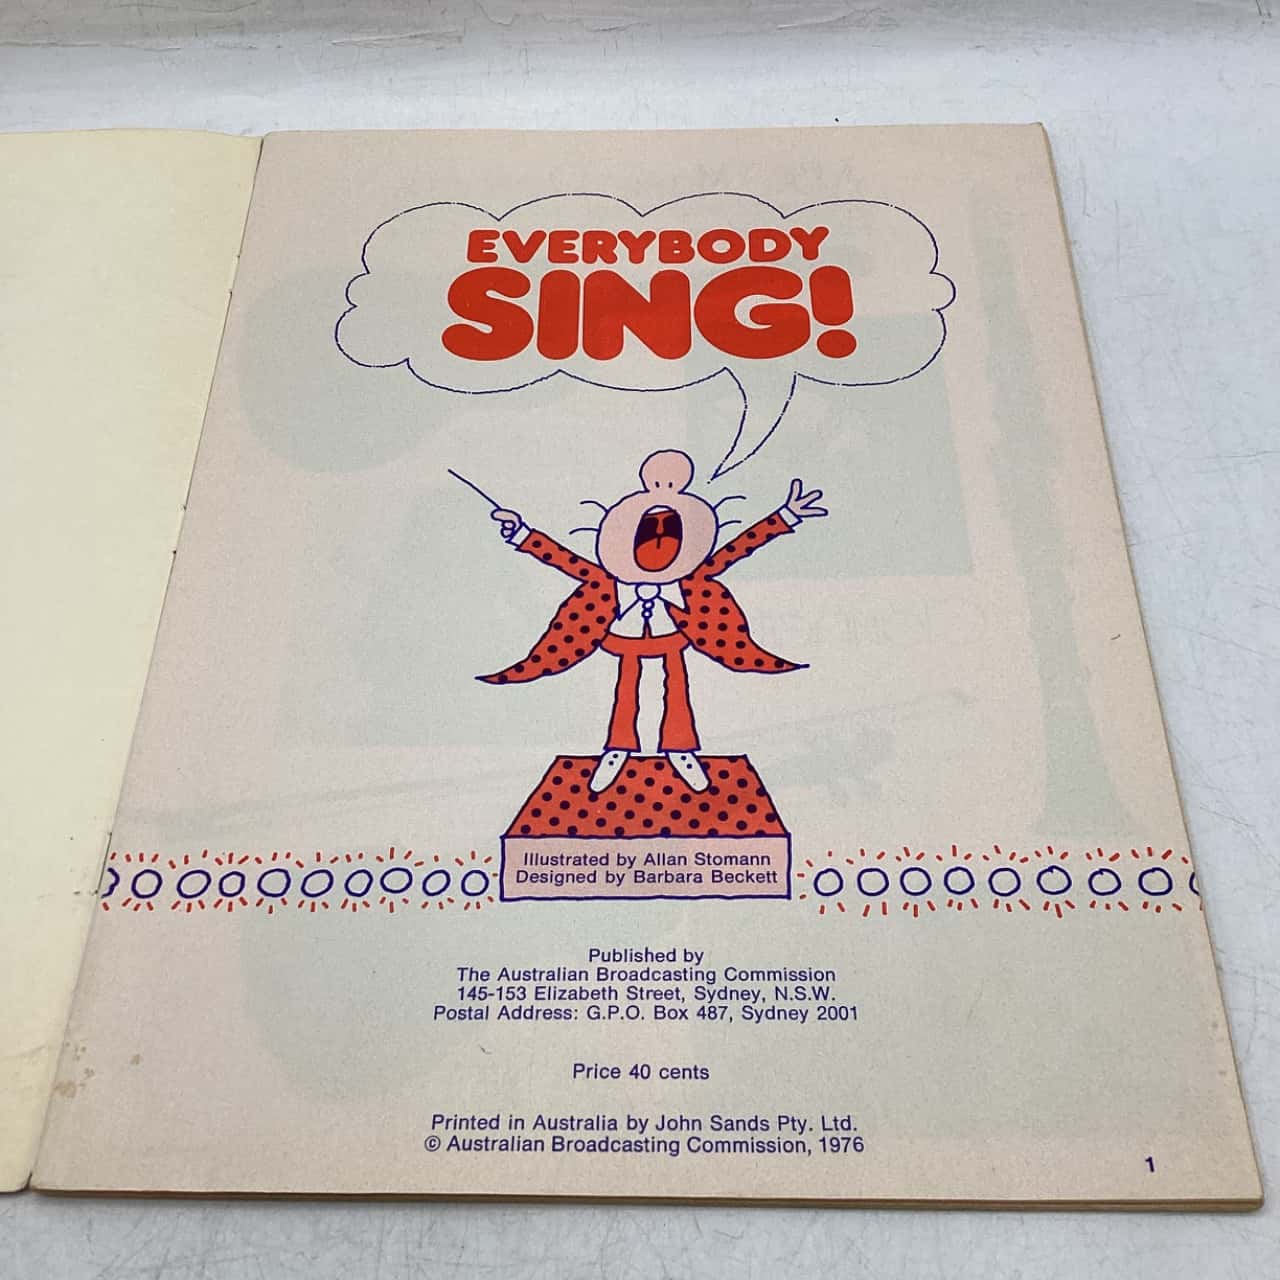 EVERYBODY
SING!
Illustrated by Allan Stomann
Designed by Barbara Beckett
Published by
The Australian Broadcasting Commission
145-153 Elizabeth Street, Sydney, N.S.W.
Postal Address: G.P.O. Box 487, Sydney 2001
Price 40 cents
Printed in Australia by John Sands Pty. Ltd.
© Australian Broadcasting Commission, 1976
1